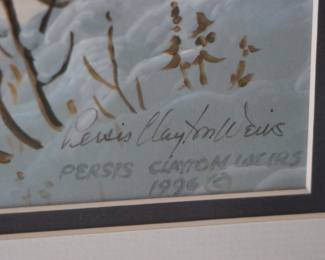 Persis Clayton Weirs
PERSIS CLAYTON WEIRS
1996 ©